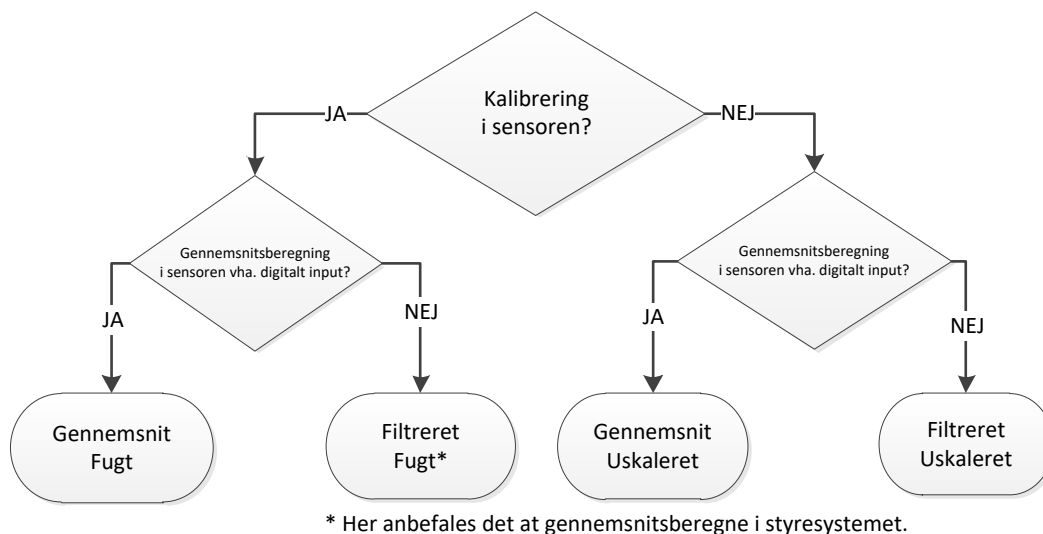 Kalibrering
i sensoren?
JA
NEJ
Gennemsnitsberegning
i sensoren vha. digitalt input?
Gennemsnitsberegning
i sensoren vha. digitalt input?
JA
NEJ
JA
NEJ
Gennemsnit
Fugt
Filtreret
Fugt*
Gennemsnit
Uskaleret
Filtreret
Uskaleret
* Her anbefales det at gennemsnitsberegne i styresystemet.